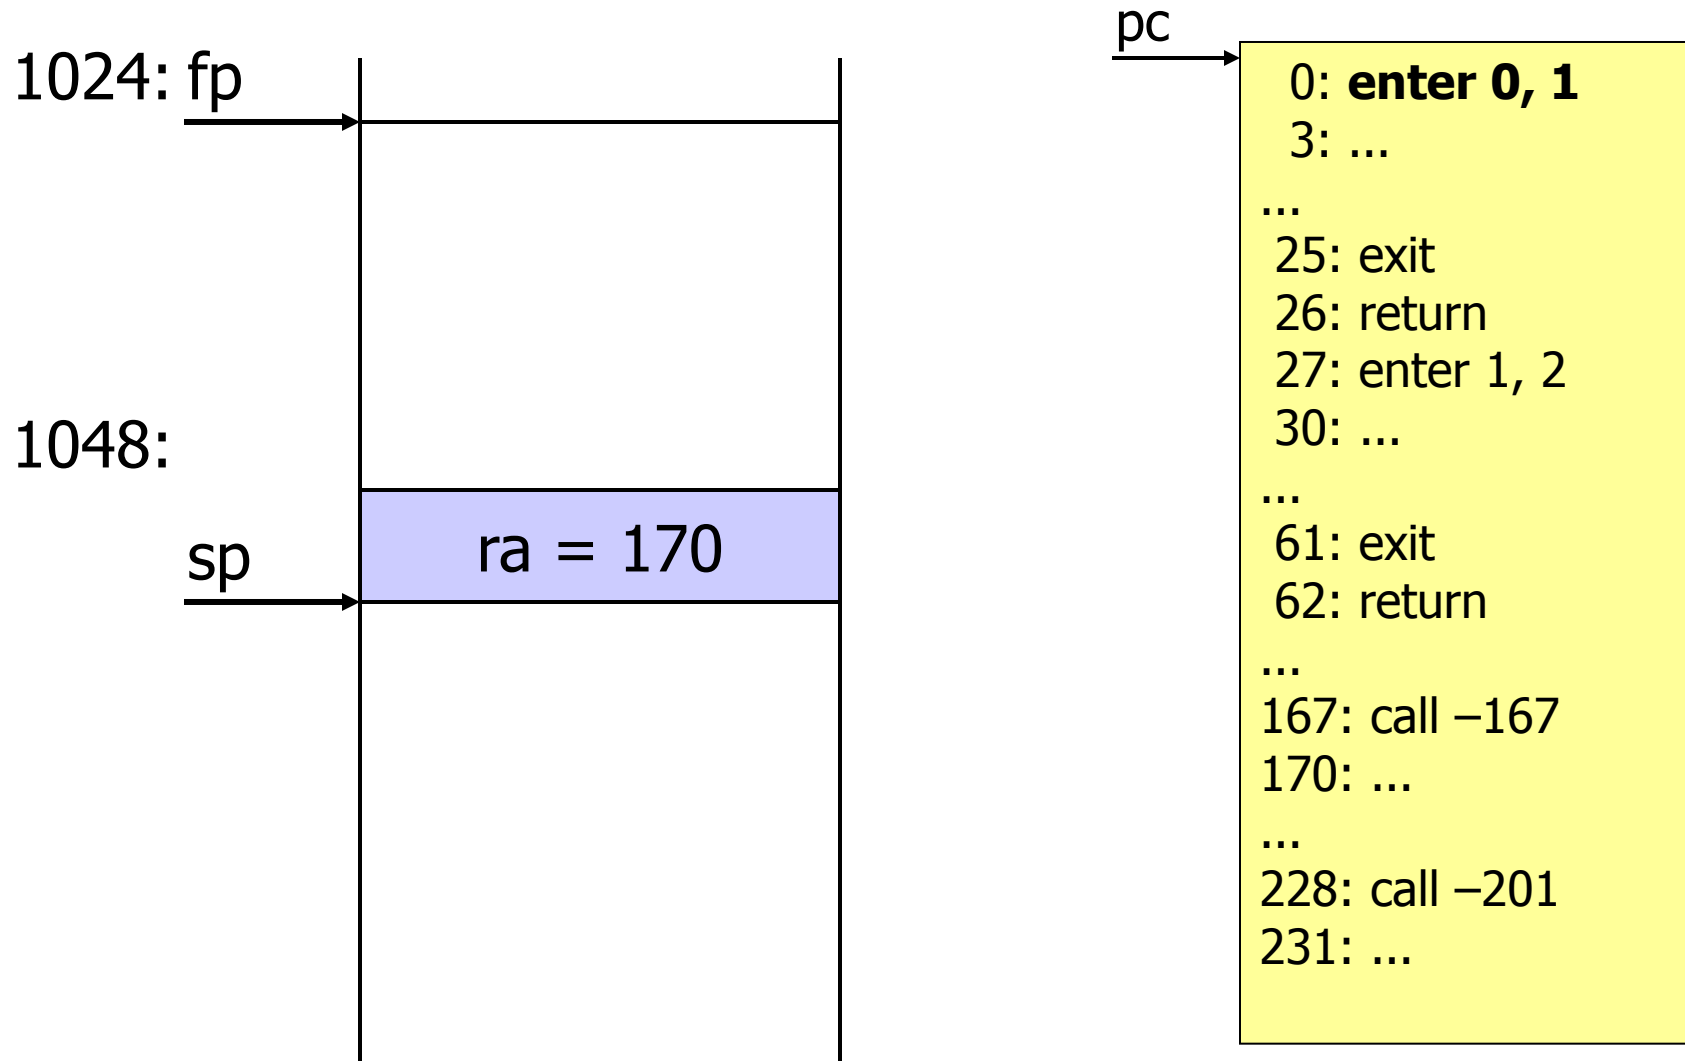 1024: fp
1048:
sp
ra = 170
pc
0: enter 0, 1
3: ...
...
25: exit
26: return
27: enter 1, 2
30: ...
...
61: exit
62: return
...
167: call –167
170: ...
...
228: call –201
231: ...